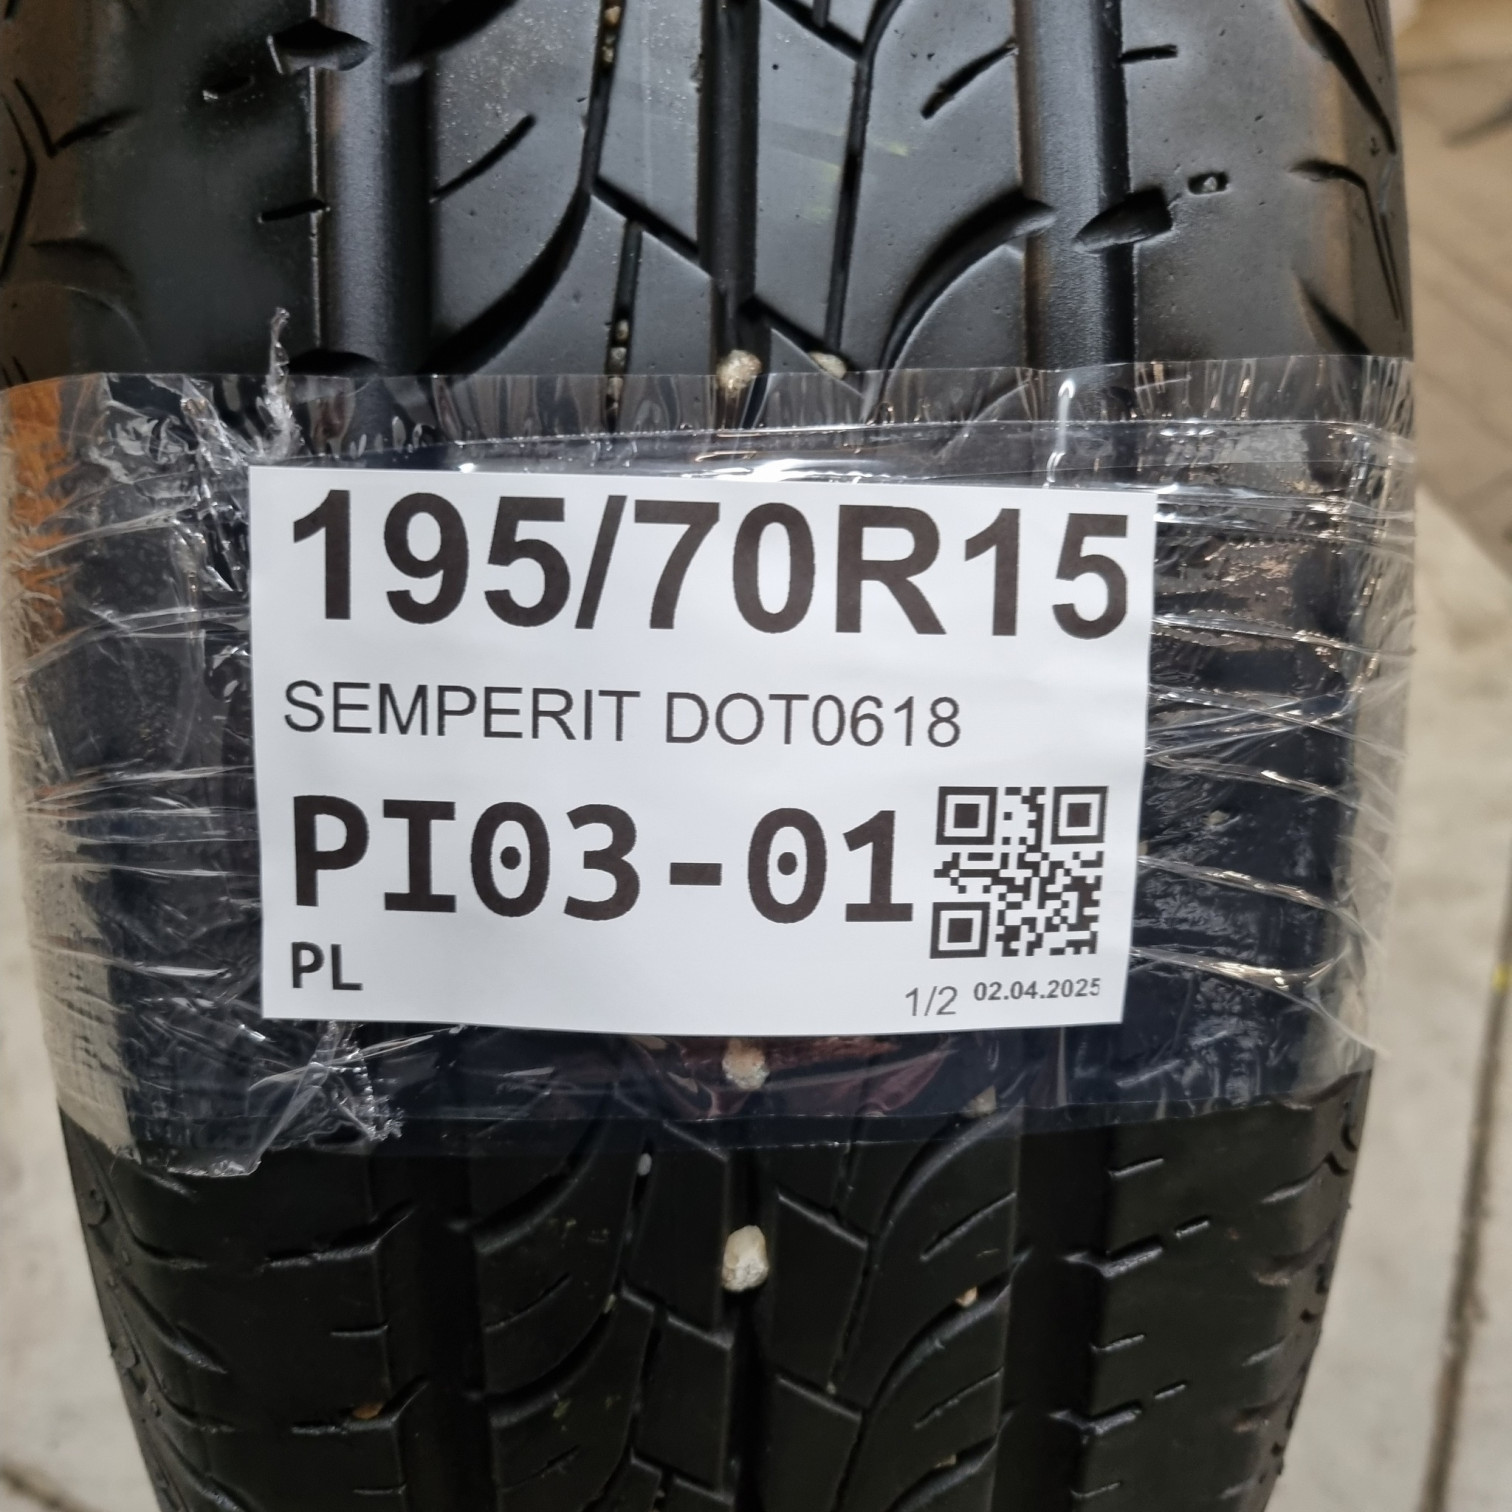 195/70R15
SEMPERIT DOT0618
PI03-01
PL
1/2 02.04.2025